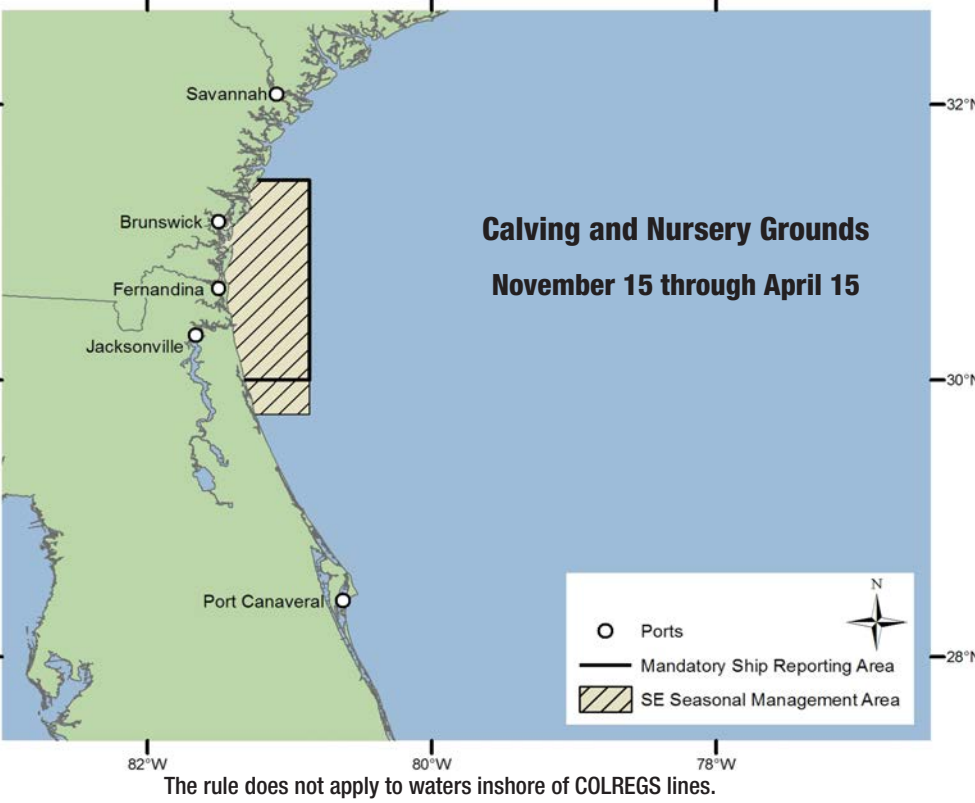 Savannah
32°N
Brunswick
Calving and Nursery Grounds
November 15 through April 15
Fernandina
Jacksonville
30°N
Port Canaveral
N
Ports
Mandatory Ship Reporting Area
SE Seasonal Management Area
28°N
82°W
80°W
78°W
The rule does not apply to waters inshore of COLREGS lines.